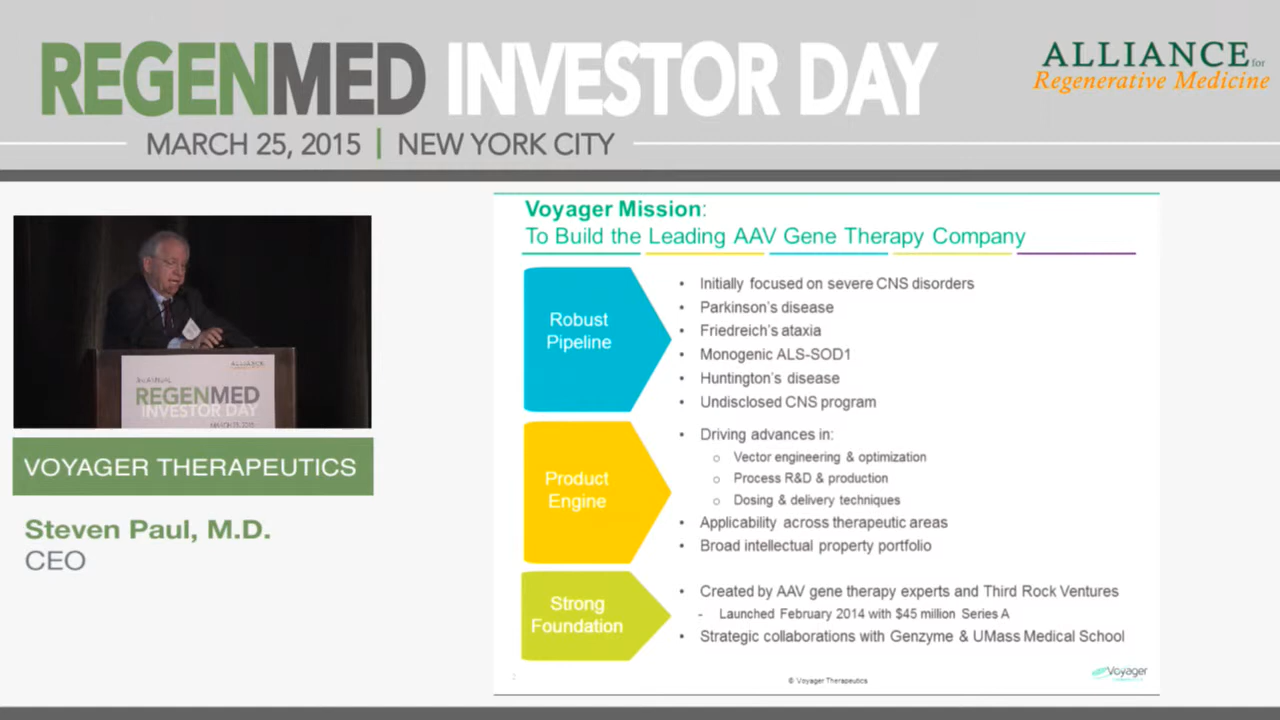 REGENMED INVESTOR DAY
MARCH 25, 2015 | NEW YORK CITY
ALLIANCE for
Regenerative Medicine
ALLIANCE
REGENMED
INVESTOR DAY
MARCH 25, 2015
VOYAGER THERAPEUTICS
Steven Paul, M.D.
CEO
Voyager Mission:
To Build the Leading AAV Gene Therapy Company
Robust
Pipeline
• Initially focused on severe CNS disorders
• Parkinson's disease
• Friedreich's ataxia
• Monogenic ALS-SOD1
• Huntington's disease
• Undisclosed CNS program
Product
Engine
• Driving advances in:
o Vector engineering & optimization
o Process R&D & production
o Dosing & delivery techniques
• Applicability across therapeutic areas
• Broad intellectual property portfolio
Strong
Foundation
• Created by AAV gene therapy experts and Third Rock Ventures
- Launched February 2014 with $45 million Series A
• Strategic collaborations with Genzyme & UMass Medical School
© Voyager Therapeutics
Voyager